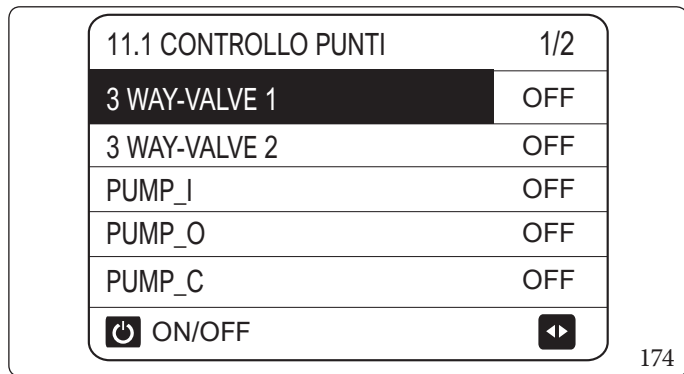 11.1 CONTROLLO PUNTI 1/2
3 WAY-VALVE 1 OFF
3 WAY-VALVE 2 OFF
PUMP_I OFF
PUMP_O OFF
PUMP_C OFF
ON/OFF
174